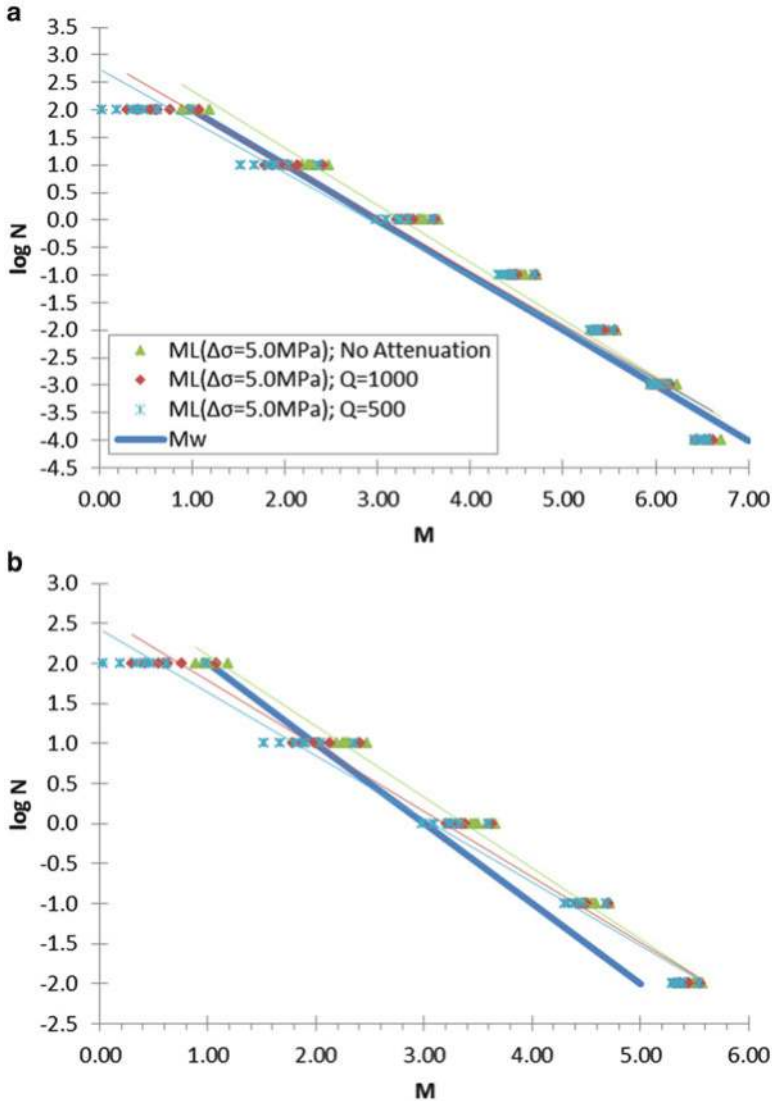 a
3.5
3.0
2.5
2.0
1.5
1.0
0.5
0.0
-0.5
-1.0
-1.5
-2.0
-2.5
-3.0
-3.5
-4.0
-4.5
log N
ML(Δσ=5.0MPa); No Attenuation
ML(Δσ=5.0MPa); Q=1000
ML(Δσ=5.0MPa); Q=500
Mw
0.00 1.00 2.00 3.00 4.00 5.00 6.00 7.00
M
b
3.0
2.5
2.0
1.5
1.0
0.5
0.0
-0.5
-1.0
-1.5
-2.0
-2.5
log N
0.00 1.00 2.00 3.00 4.00 5.00 6.00
M